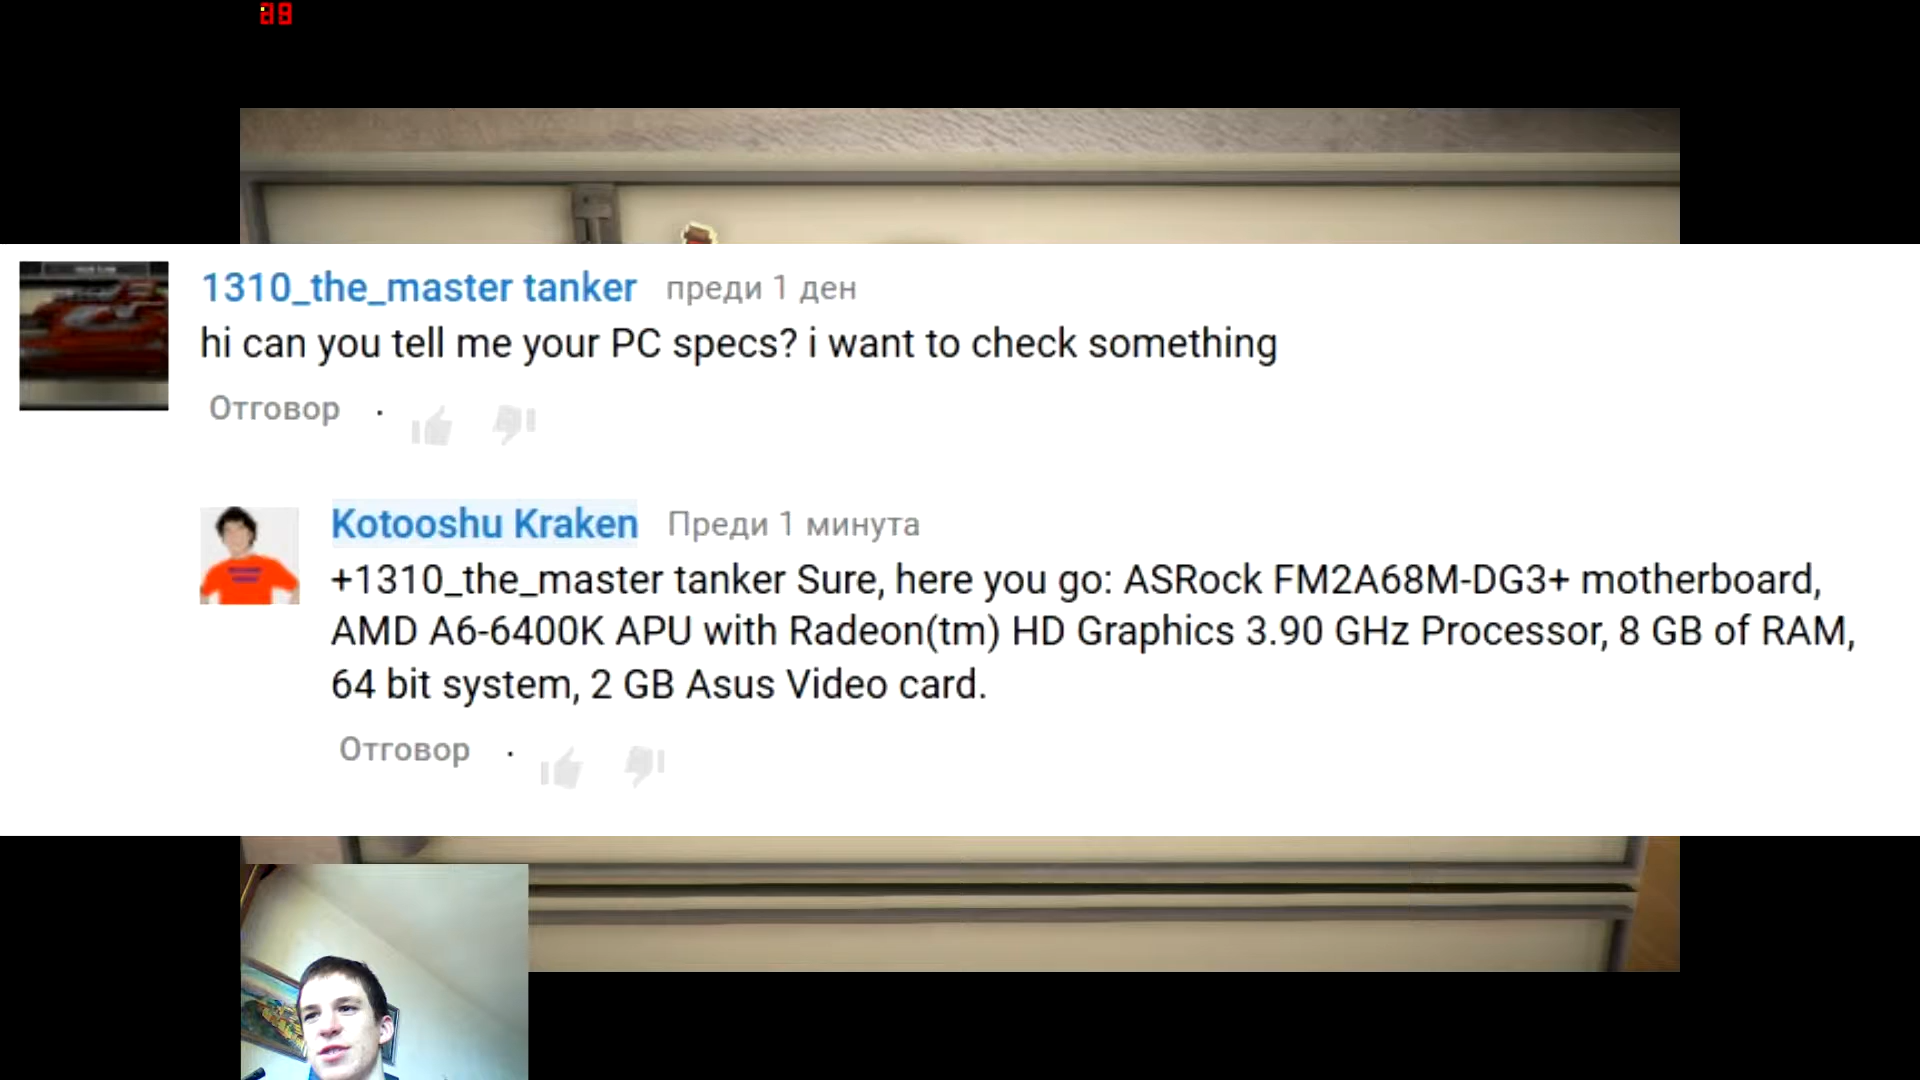 1310_the_master tanker преди 1 ден
hi can you tell me your PC specs? i want to check something
Отговор ·
Kotooshu Kraken Преди 1 минута
+1310_the_master tanker Sure, here you go: ASRock FM2A68M-DG3+ motherboard,
AMD A6-6400K APU with Radeon(tm) HD Graphics 3.90 GHz Processor, 8 GB of RAM,
64 bit system, 2 GB Asus Video card.
Отговор ·